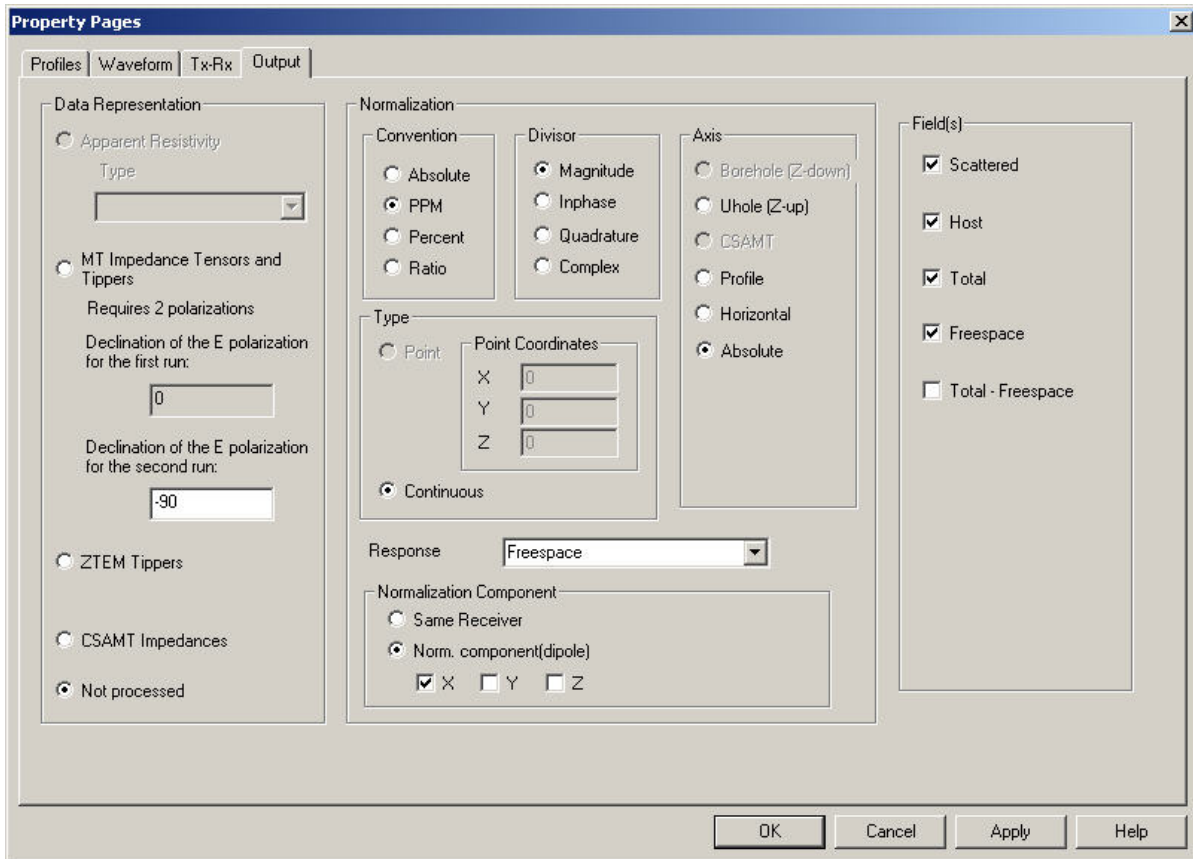 Property Pages
Profiles
Waveform
Tx-Rx
Output
Data Representation
Apparent Resistivity
Type
MT Impedance Tensors and
Tippers
Requires 2 polarizations
Declination of the E polarization
for the first run:
0
Declination of the E polarization
for the second run:
-90
ZTEM Tippers
CSAMT Impedances
Not processed
Normalization
Convention
Absolute
PPM
Percent
Ratio
Divisor
Magnitude
Inphase
Quadrature
Complex
Axis
Borehole (Z-down)
Uhole (Z-up)
CSAMT
Profile
Horizontal
Absolute
Type
Point
Point Coordinates
X 0
Y 0
Z 0
Continuous
Response Freespace
Normalization Component
Same Receiver
Norm. component(dipole)
X Y Z
Field(s)
Scattered
Host
Total
Freespace
Total - Freespace
OK Cancel Apply Help